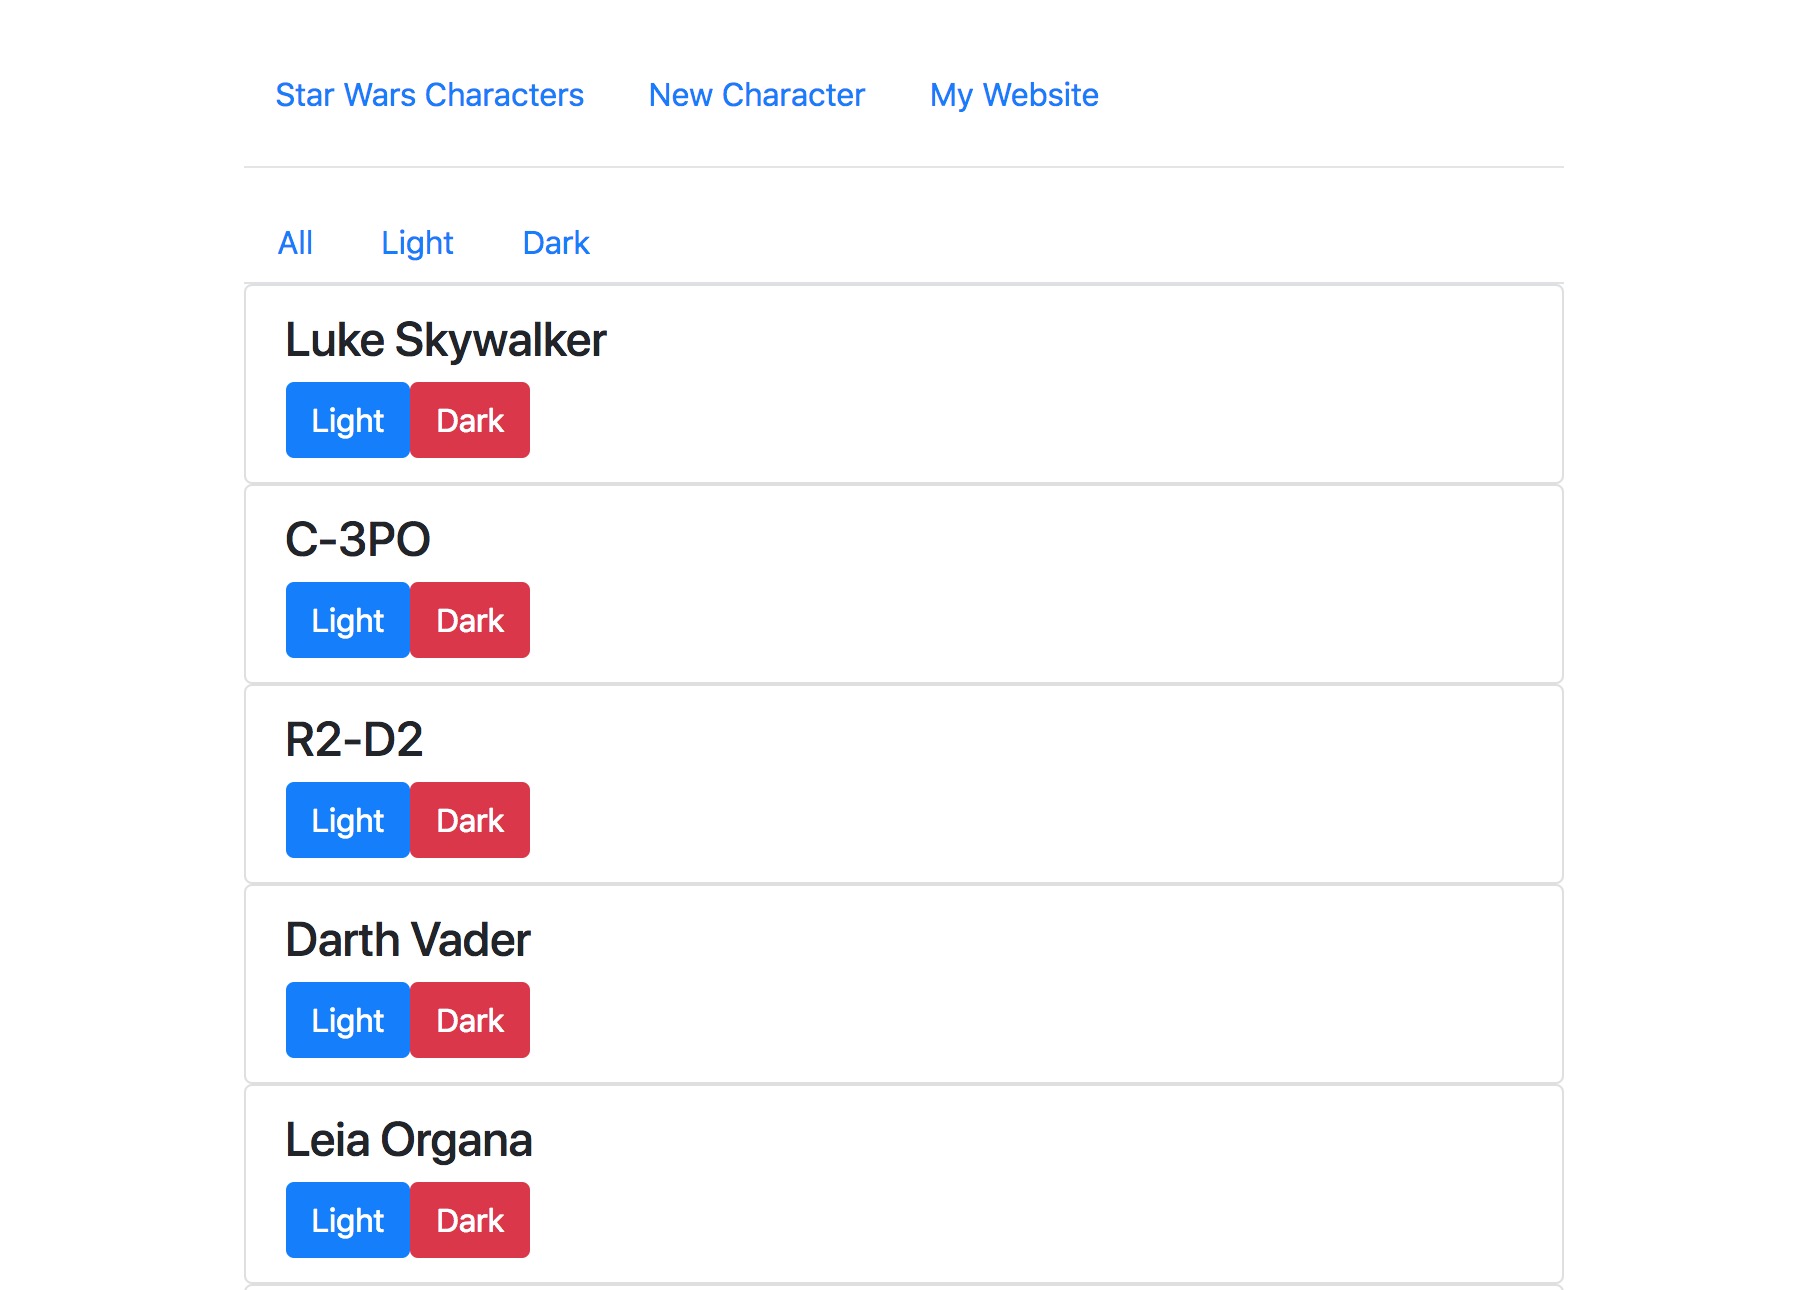 Star Wars Characters New Character My Website
All Light Dark
Luke Skywalker
Light Dark
C-3PO
Light Dark
R2-D2
Light Dark
Darth Vader
Light Dark
Leia Organa
Light Dark